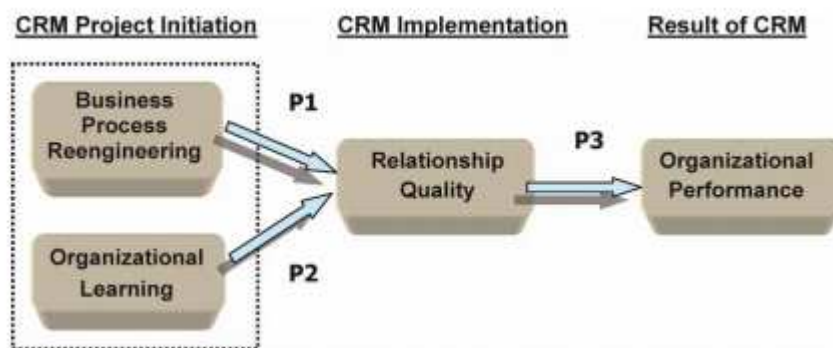 CRM Project Initiation
CRM Implementation
Result of CRM
Business
Process
Reengineering
P1
Relationship
Quality
P3
Organizational
Performance
Organizational
Learning
P2